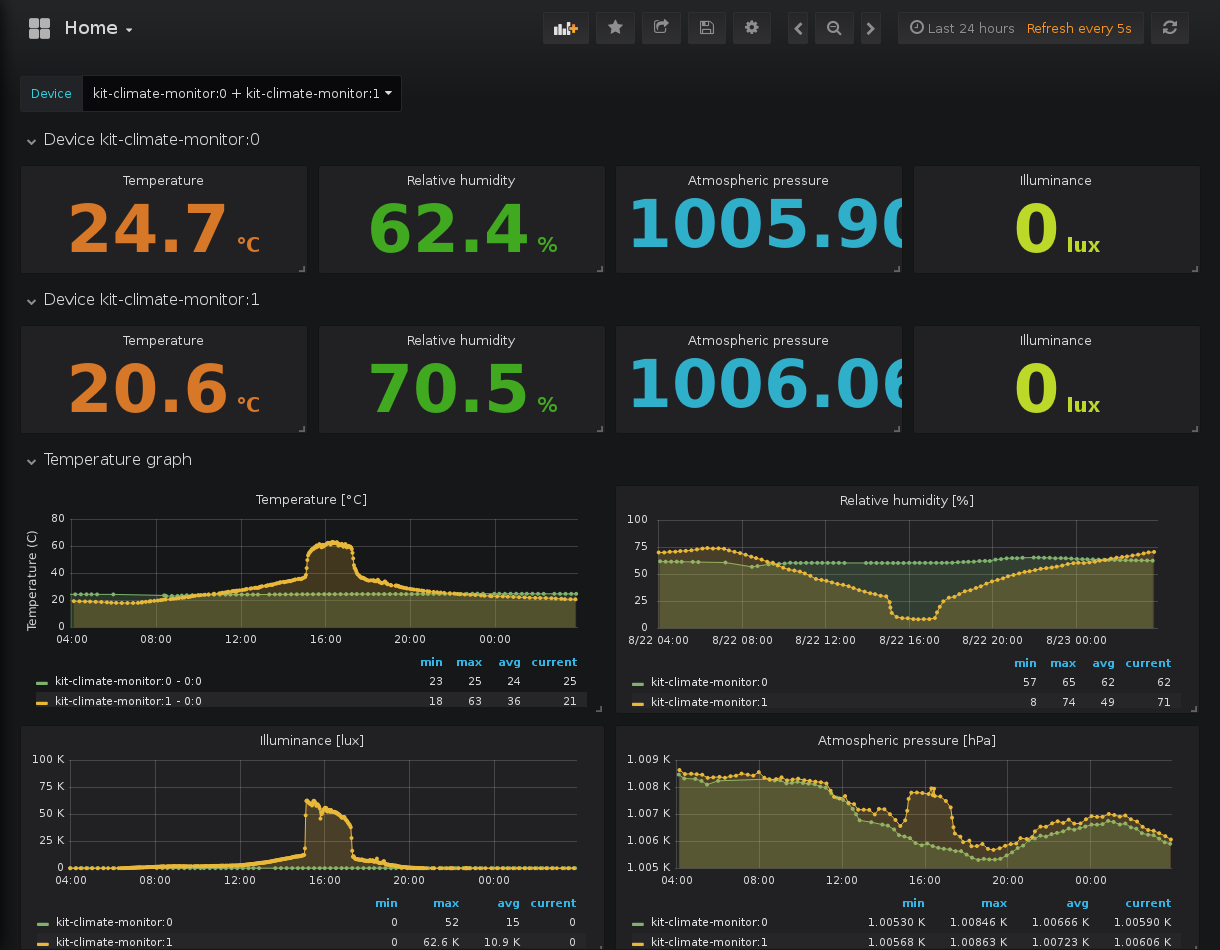 Home
Last 24 hours Refresh every 5s
Device kit-climate-monitor:0 + kit-climate-monitor:1
Device kit-climate-monitor:0
Temperature Relative humidity Atmospheric pressure Illuminance
24.7 °C 62.4 % 1005.90 0 lux
Device kit-climate-monitor:1
Temperature Relative humidity Atmospheric pressure Illuminance
20.6 °C 70.5 % 1006.06 0 lux
Temperature graph
Temperature [°C]
Temperature (C)
80
60
40
20
0
04:00 08:00 12:00 16:00 20:00 00:00
min max avg current
kit-climate-monitor:0 - 0:0 23 25 24 25
kit-climate-monitor:1 - 0:0 18 63 36 21
Relative humidity [%]
100
75
50
25
0
8/22 04:00 8/22 08:00 8/22 12:00 8/22 16:00 8/22 20:00 8/23 00:00
min max avg current
kit-climate-monitor:0 57 65 62 62
kit-climate-monitor:1 8 74 49 71
Illuminance [lux]
100 K
75 K
50 K
25 K
0
04:00 08:00 12:00 16:00 20:00 00:00
min max avg current
kit-climate-monitor:0 0 52 15 0
kit-climate-monitor:1 0 62.6 K 10.9 K 0
Atmospheric pressure [hPa]
1.009 K
1.008 K
1.007 K
1.006 K
1.005 K
04:00 08:00 12:00 16:00 20:00 00:00
min max avg current
kit-climate-monitor:0 1.00530 K 1.00846 K 1.00666 K 1.00590 K
kit-climate-monitor:1 1.00568 K 1.00863 K 1.00723 K 1.00606 K